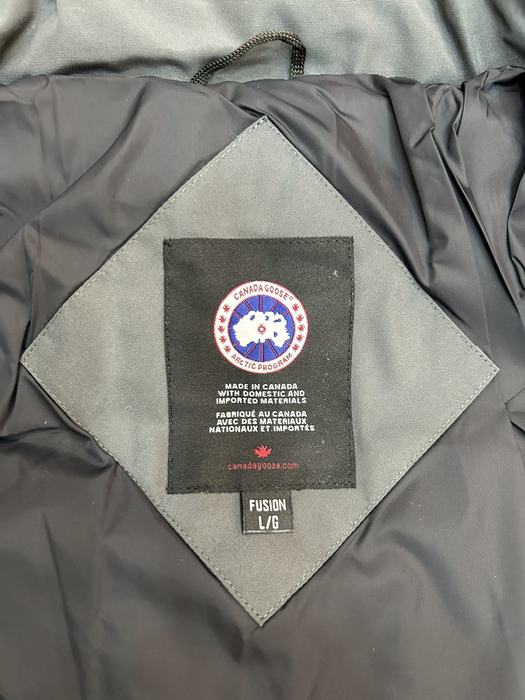 CANADA GOOSE®
ARCTIC PROGRAM
MADE IN CANADA
WITH DOMESTIC AND
IMPORTED MATERIALS
FABRIQUÉ AU CANADA
AVEC DES MATÉRIAUX
NATIONAUX ET IMPORTÉS
canadagoose.com
FUSION
L/G